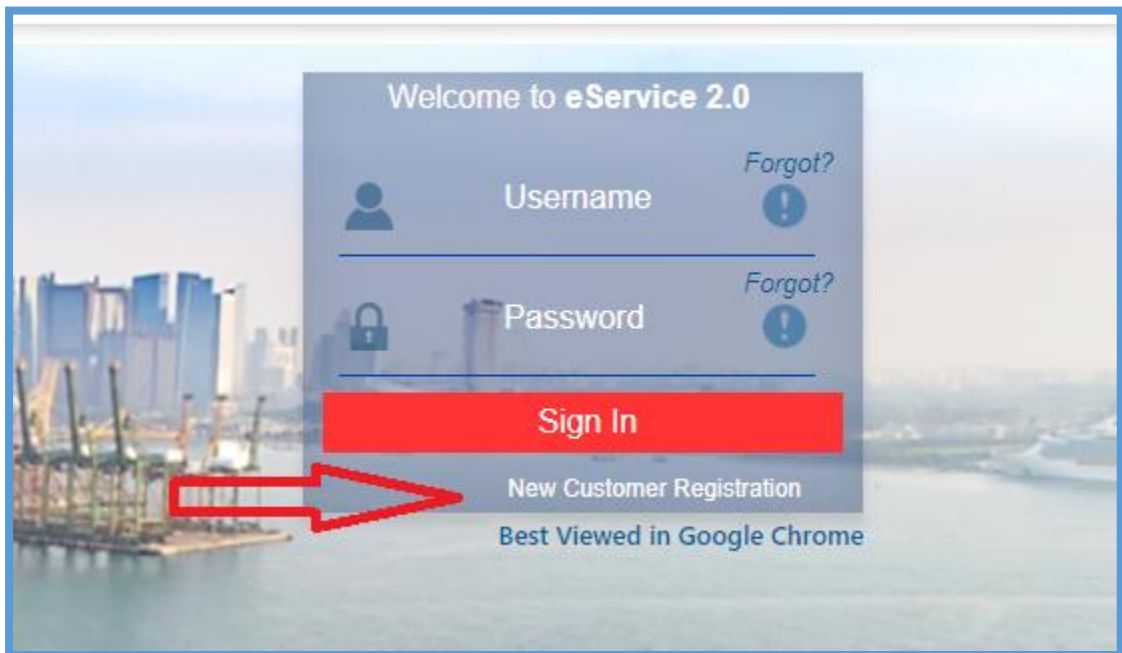 Welcome to eService 2.0
Forgot?
Username
Forgot?
Password
Sign In
New Customer Registration
Best Viewed in Google Chrome